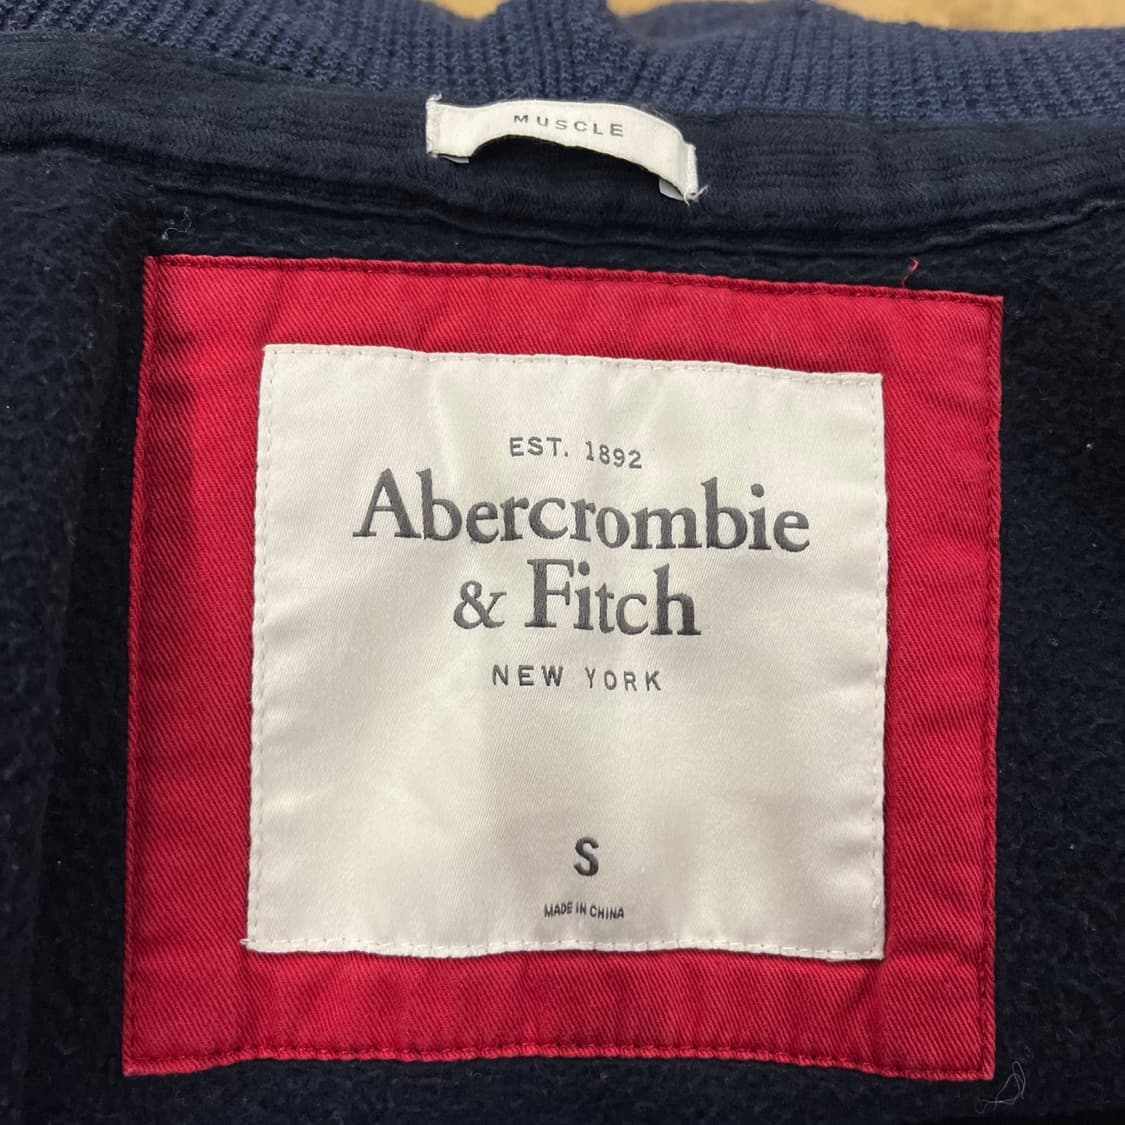 MUSCLE
EST. 1892
Abercrombie
& Fitch
NEW YORK
S
MADE IN CHINA